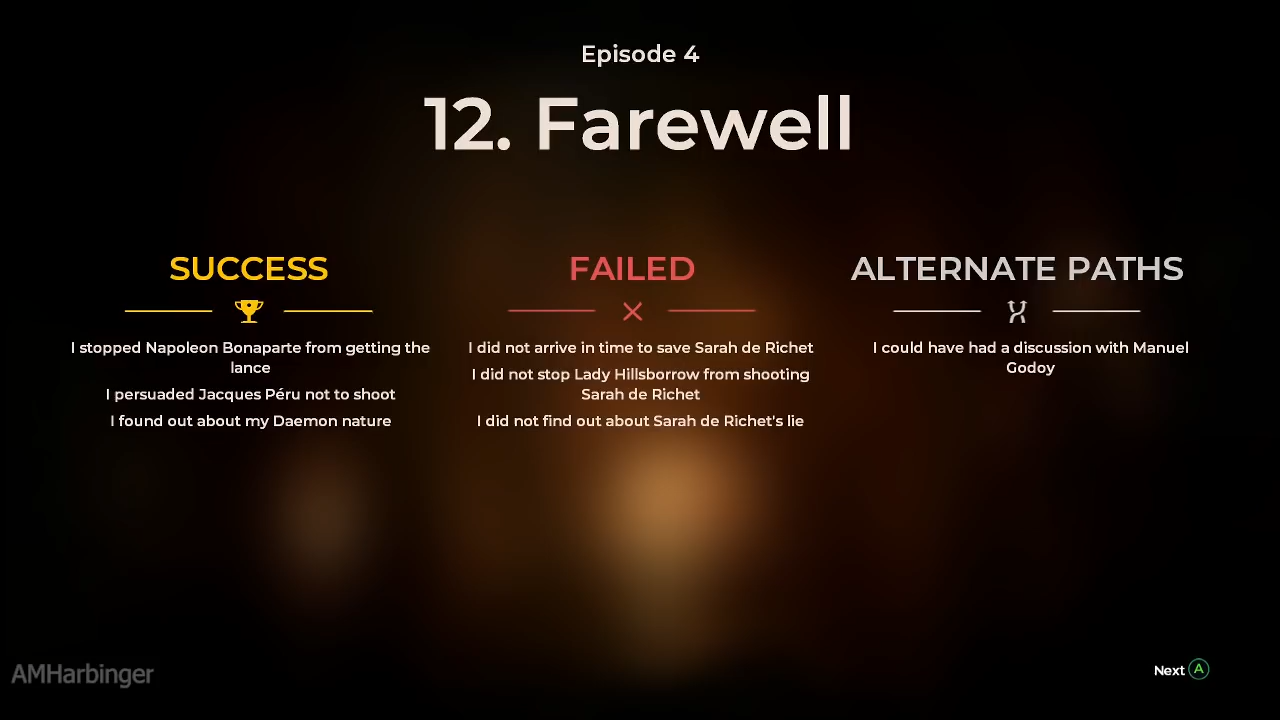 Episode 4
12. Farewell
SUCCESS
I stopped Napoleon Bonaparte from getting the
lance
I persuaded Jacques Péru not to shoot
I found out about my Daemon nature
FAILED
I did not arrive in time to save Sarah de Richet
I did not stop Lady Hillsborrow from shooting
Sarah de Richet
I did not find out about Sarah de Richet's lie
ALTERNATE PATHS
I could have had a discussion with Manuel
Godoy
AMHarbinger
Next A